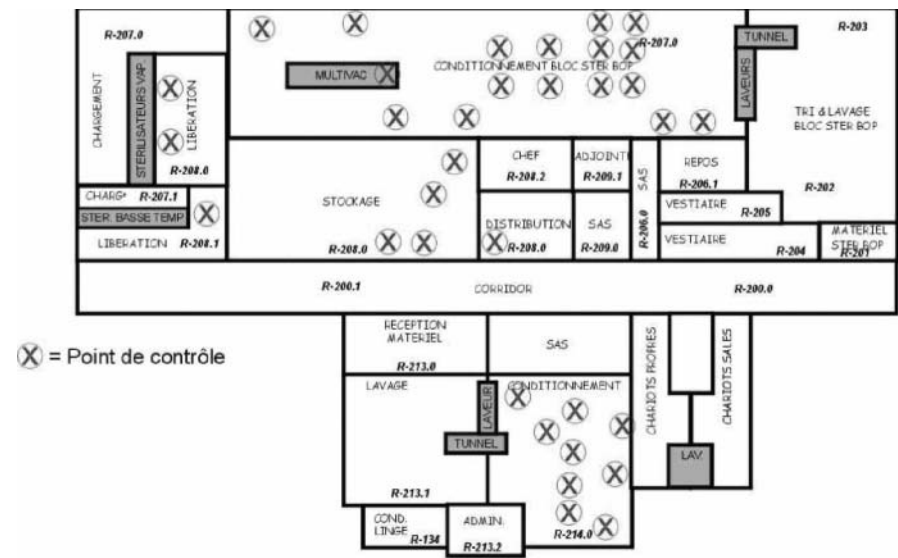 R-207.0
R-203
TUNNEL
R-207.0
CONDITIONNEMENT BLOC STER BOP
MULTIVAC
LAVEURS
CHARGEMENT
STERILISATEURS VAP.
LIBERATION
TRI & LAVAGE
BLOC STER BOP
R-208.0
CHEF
R-208.2
ADJOINT
R-209.1
SAS
R-206.0
REPOS
R-206.1
R-202
CHARGt R-207.1
STOCKAGE
VESTIAIRE
R-205
STER. BASSE TEMP
DISTRIBUTION
SAS
LIBERATION R-208.1
R-208.0
R-208.0
R-209.0
VESTIAIRE
R-204
MATERIEL
STER BOP
R-201
R-200.1
CORRIDOR
R-200.0
RECEPTION
MATERIEL
R-213.0
SAS
CHARIOTS PROPRES
CHARIOTS SALES
X = Point de contrôle
LAVAGE
CONDITIONNEMENT
LAVEUR
TUNNEL
LAV.
R-213.1
COND.
LINGE
R-134
ADMIN.
R-213.2
R-214.0